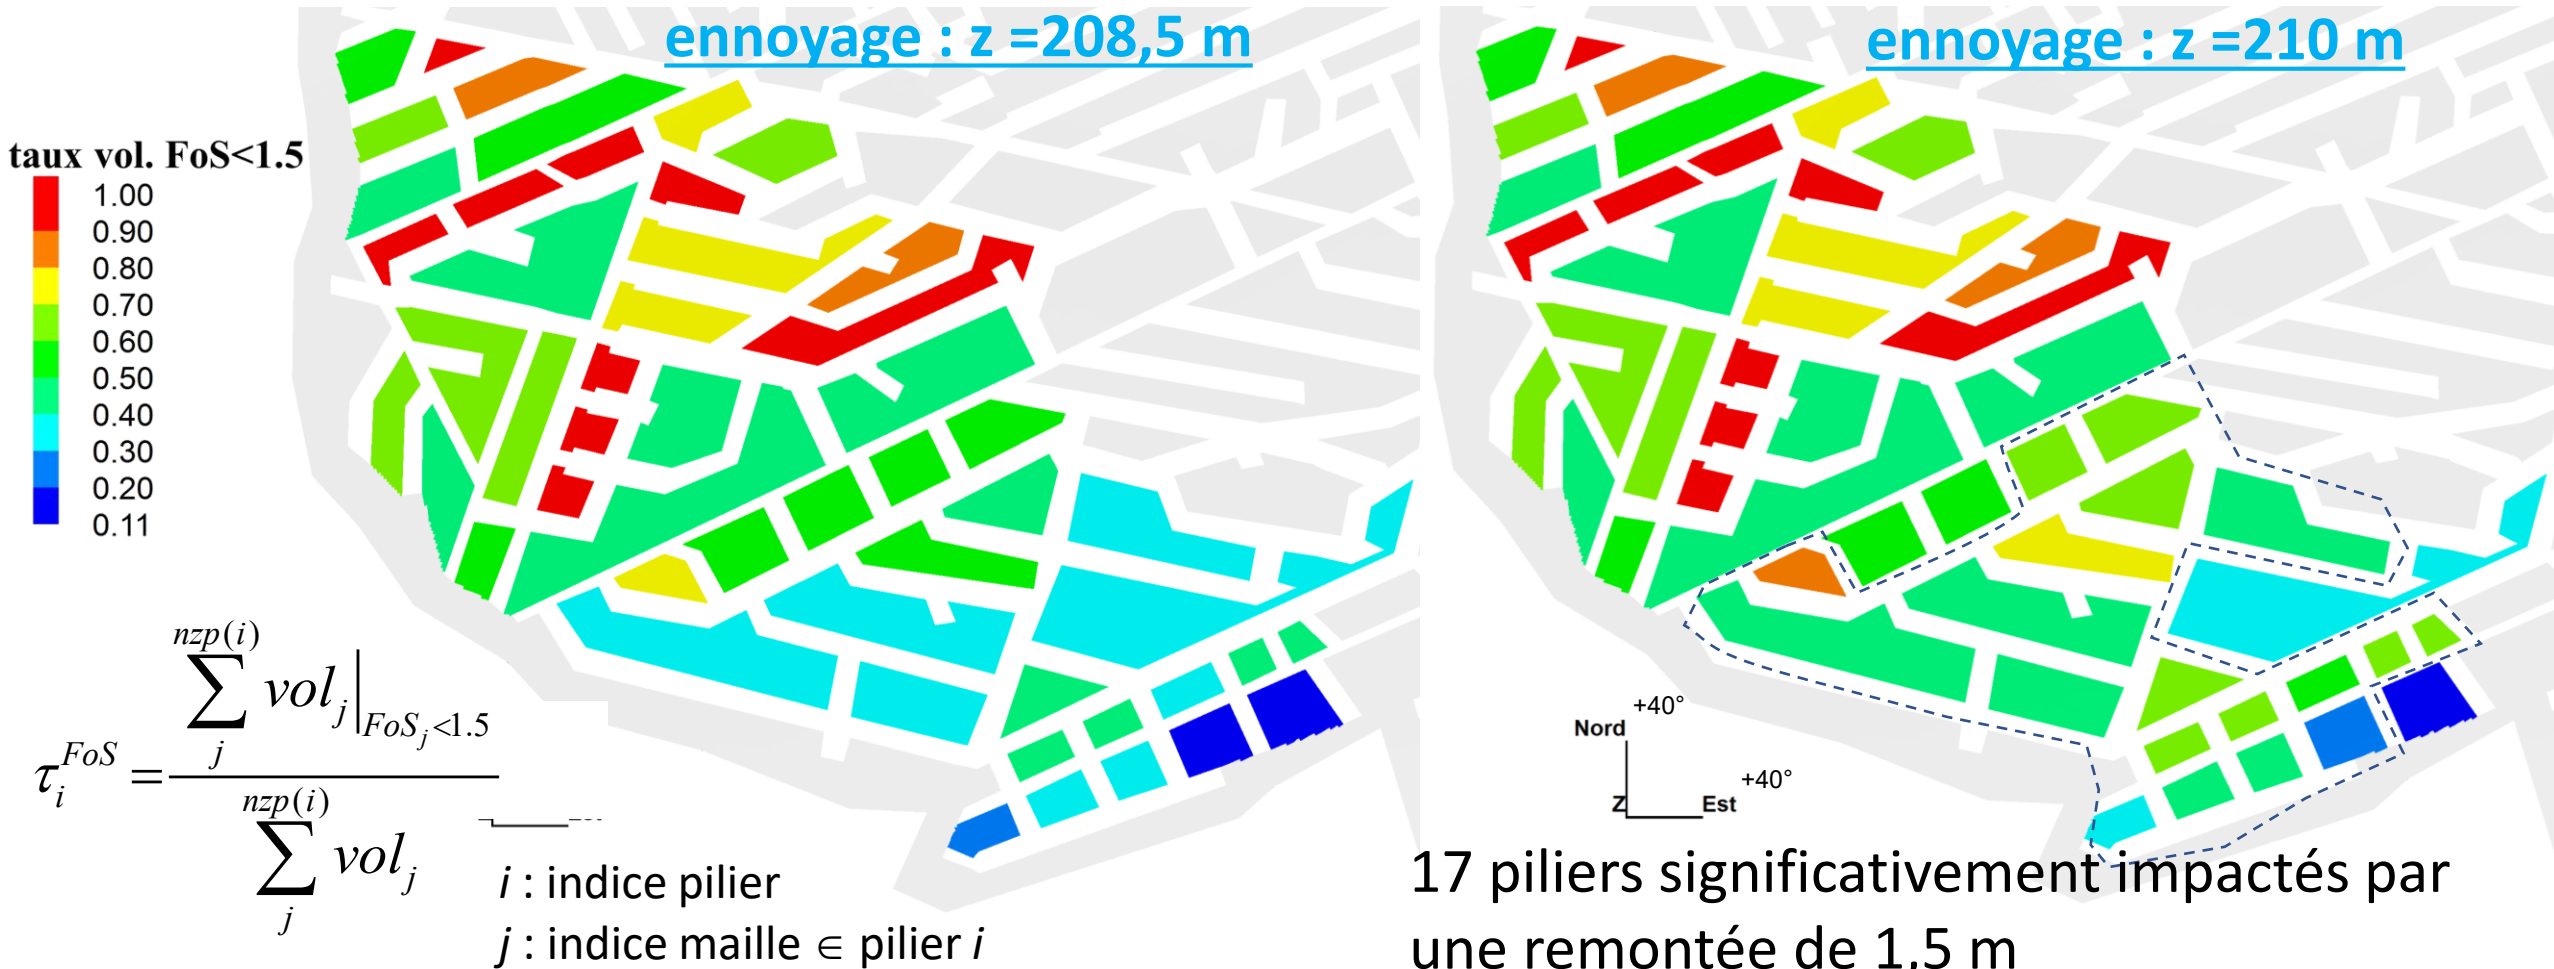 ennoyage : z =208,5 m
ennoyage : z =210 m
taux vol. FoS<1.5
1.00
0.90
0.80
0.70
0.60
0.50
0.40
0.30
0.20
0.11
τ_i^{FoS} = \frac{\sum_j^{nzp(i)} vol_j|_{FoS_j<1.5}}{\sum_j^{nzp(i)} vol_j}
i : indice pilier
j : indice maille ∈ pilier i
+40°
Nord
+40°
Z
Est
17 piliers significativement impactés par
une remontée de 1,5 m